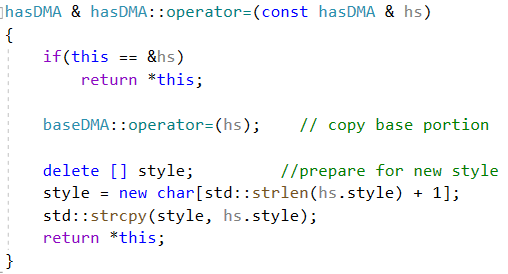 hasDMA & hasDMA::operator=(const hasDMA & hs)
{
    if(this == &hs)
        return *this;
    baseDMA::operator=(hs);    // copy base portion
    delete [] style;         //prepare for new style
    style = new char[std::strlen(hs.style) + 1];
    std::strcpy(style, hs.style);
    return *this;
}